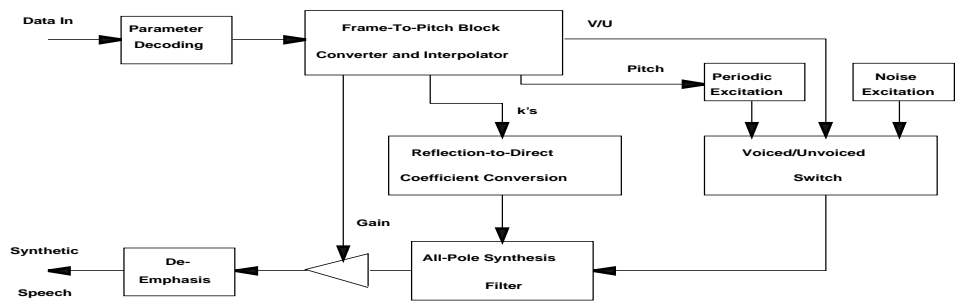 Data In
Parameter
Decoding
Frame-To-Pitch Block
Converter and Interpolator
V/U
Pitch
Periodic
Excitation
Noise
Excitation
k's
Reflection-to-Direct
Coefficient Conversion
Voiced/Unvoiced
Switch
Gain
Synthetic
Speech
De-
Emphasis
All-Pole Synthesis
Filter